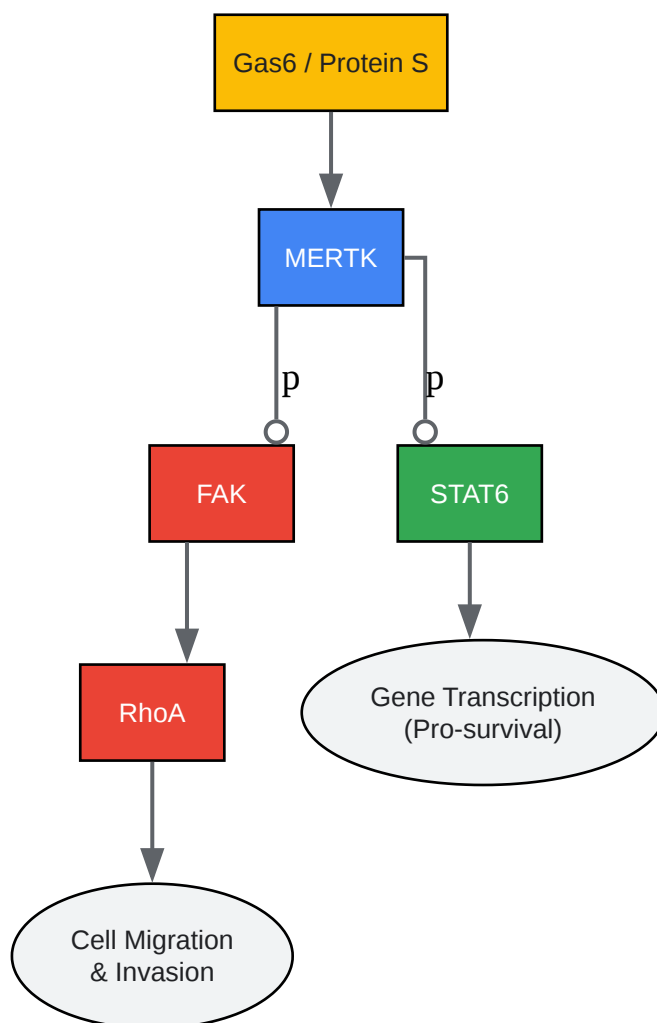 Gas6 / Protein S
MERTK
p
p
FAK
STAT6
RhoA
Gene Transcription
(Pro-survival)
Cell Migration
& Invasion